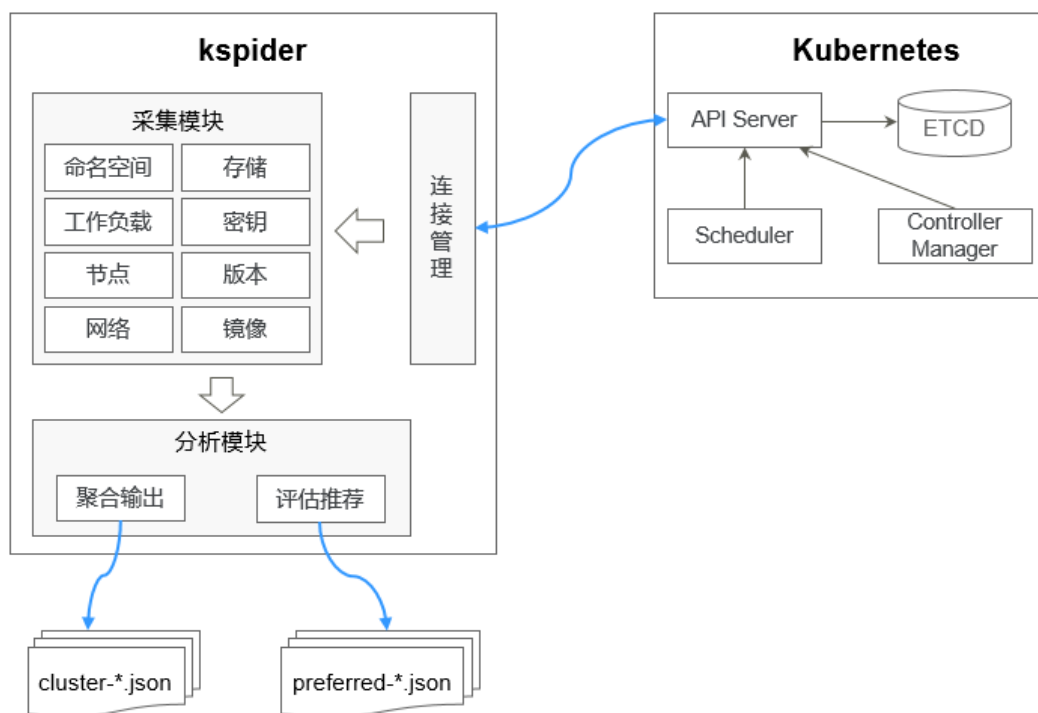 kspider
采集模块
命名空间
存储
工作负载
密钥
节点
版本
网络
镜像
连
接
管
理
分析模块
聚合输出
评估推荐
cluster-*.json
preferred-*.json
Kubernetes
API Server
ETCD
Scheduler
Controller
Manager